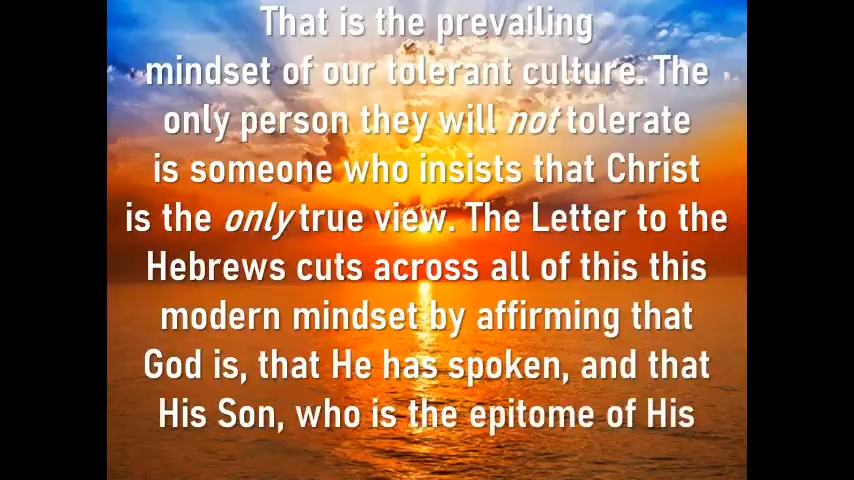 That is the prevailing
mindset of our tolerant culture. The
only person they will not tolerate
is someone who insists that Christ
is the only true view. The Letter to the
Hebrews cuts across all of this this
modern mindset by affirming that
God is, that He has spoken, and that
His Son, who is the epitome of His